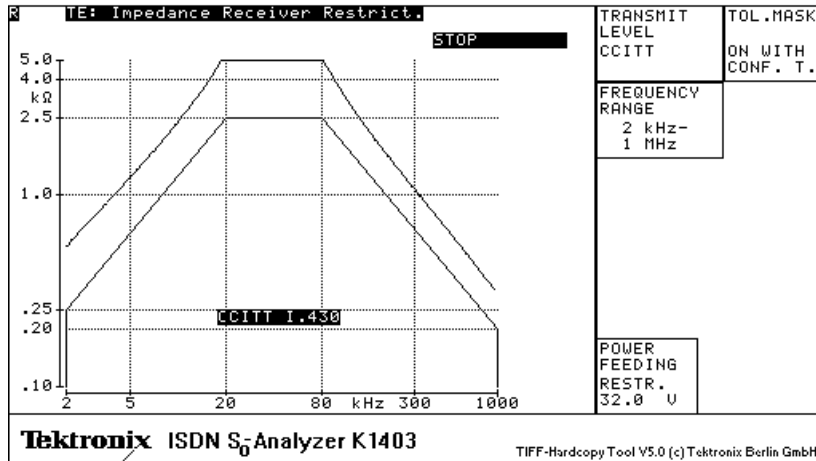 R TE: Impedance Receiver Restrict.
STOP
5.0
4.0
kΩ
2.5
1.0
.25
.20
.10
CCITT I.430
2 5 20 80 kHz 300 1000
TRANSMIT
LEVEL
CCITT
TOL.MASK
ON WITH
CONF. T.
FREQUENCY
RANGE
2 kHz-
1 MHz
POWER
FEEDING
RESTR.
32.0 V
Tektronix ISDN S0-Analyzer K1403
TIFF-Hardcopy Tool V5.0 (c) Tektronix Berlin GmbH